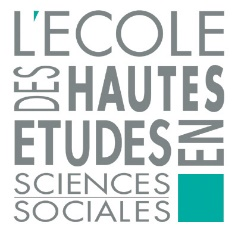 L'ECOLE
DES HAUTES
ETUDES EN
SCIENCES
SOCIALES